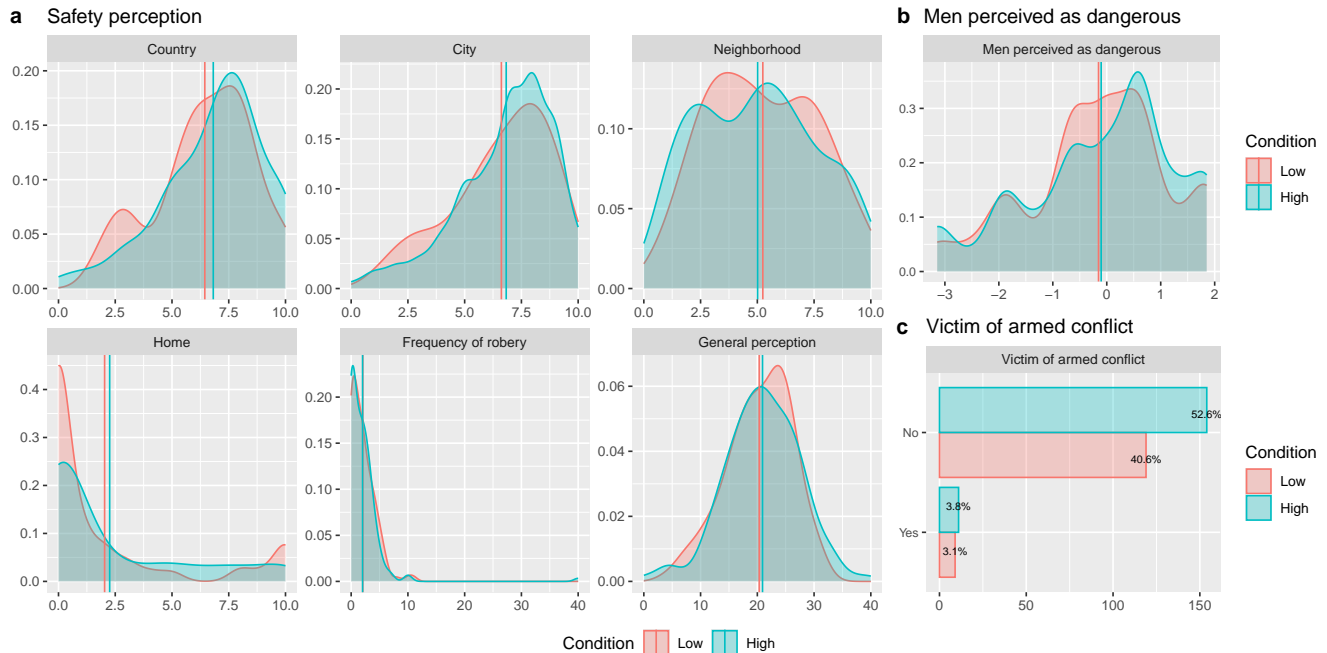 a Safety perception
Country
0.20
0.15
0.10
0.05
0.00
0.0 2.5 5.0 7.5 10.0
City
0.20
0.15
0.10
0.05
0.00
0.0 2.5 5.0 7.5 10.0
Neighborhood
0.10
0.05
0.00
0.0 2.5 5.0 7.5 10.0
Home
0.4
0.3
0.2
0.1
0.0
0.0 2.5 5.0 7.5 10.0
Frequency of robery
0.20
0.15
0.10
0.05
0.00
0 10 20 30 40
General perception
0.06
0.04
0.02
0.00
0 10 20 30 40
Condition Low High
b Men perceived as dangerous
Men perceived as dangerous
0.3
0.2
0.1
0.0
−3 −2 −1 0 1 2
Condition
Low
High
c Victim of armed conflict
Victim of armed conflict
52.6%
No
40.6%
3.8%
Yes
3.1%
0 50 100 150
Condition
Low
High